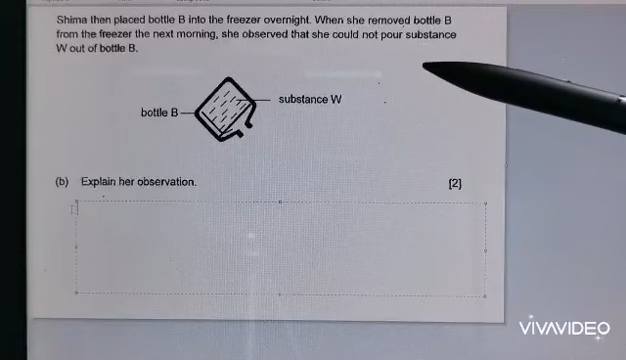 Shima then placed bottle B into the freezer overnight. When she removed bottle B
from the freezer the next morning, she observed that she could not pour substance
W out of bottle B.
substance W
bottle B
(b) Explain her observation. [2]
VIVAVIDEO